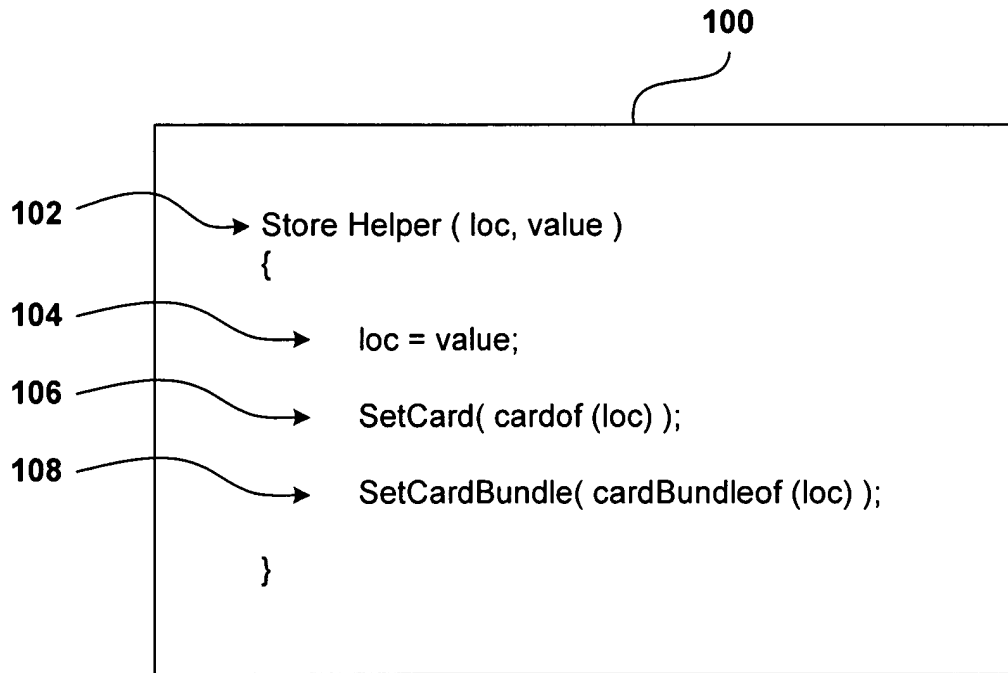 100
102 Store Helper ( loc, value )
{
104 loc = value;
106 SetCard( cardof (loc) );
108 SetCardBundle( cardBundleof (loc) );
}